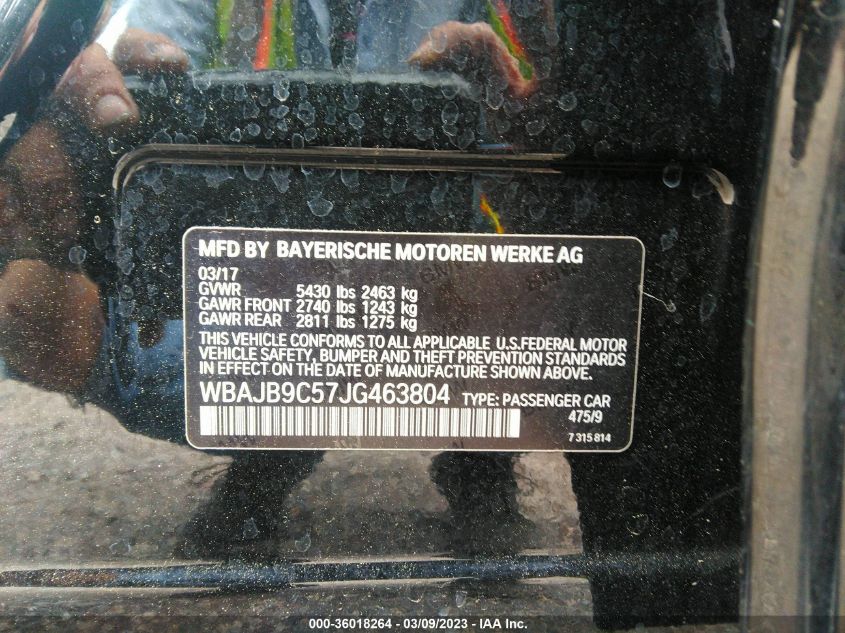 MFD BY BAYERISCHE MOTOREN WERKE AG
03/17
GVWR 5430 lbs 2463 kg
GAWR FRONT 2740 lbs 1243 kg
GAWR REAR 2811 lbs 1275 kg
THIS VEHICLE CONFORMS TO ALL APPLICABLE U.S.FEDERAL MOTOR
VEHICLE SAFETY, BUMPER AND THEFT PREVENTION STANDARDS
IN EFFECT ON THE DATE OF MANUFACTURE SHOWN ABOVE.
WBAJB9C57JG463804 TYPE: PASSENGER CAR
475/9
7 315 814
000-36018264 - 03/09/2023 - IAA Inc.